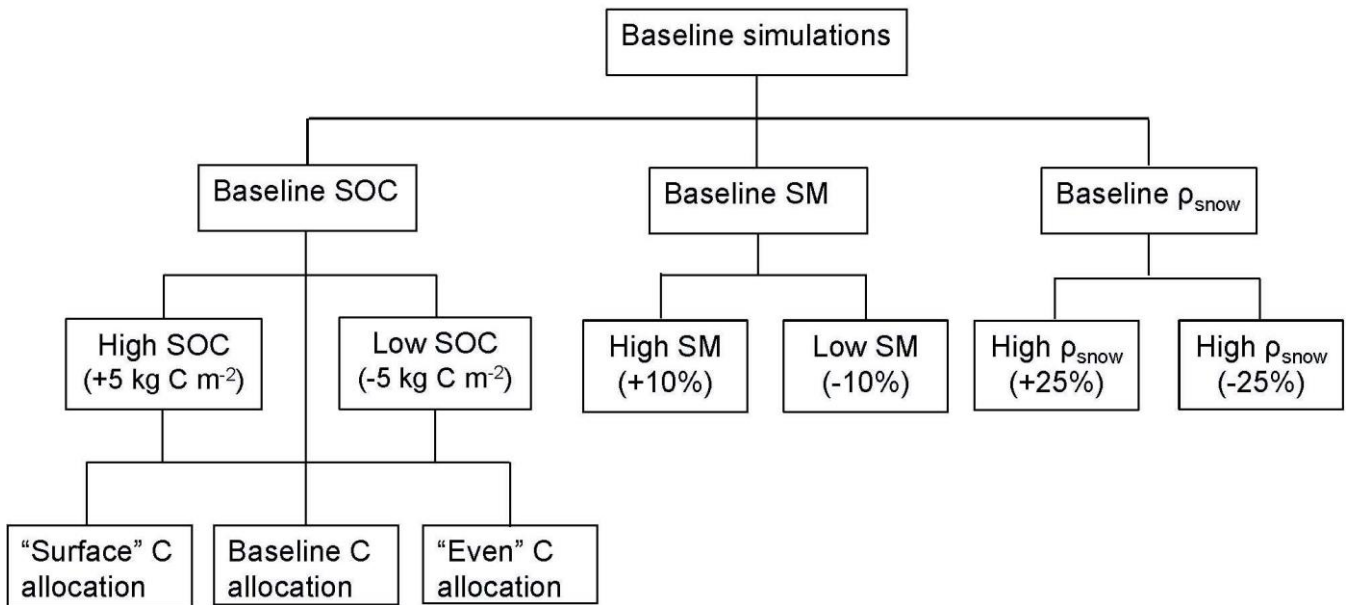 Baseline simulations
Baseline SOC
Baseline SM
Baseline ρsnow
High SOC
(+5 kg C m-2)
Low SOC
(-5 kg C m-2)
High SM
(+10%)
Low SM
(-10%)
High ρsnow
(+25%)
High ρsnow
(-25%)
“Surface” C
allocation
Baseline C
allocation
“Even” C
allocation